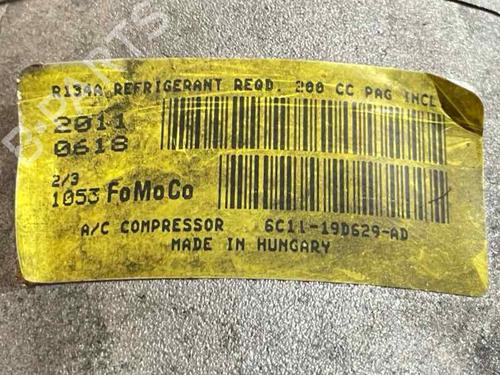 R134A REFRIGERANT REQD. 200 CC PAG INCL
2011
0618
2/3
1053 FoMoCo
A/C COMPRESSOR 6C11-19D629-AD
MADE IN HUNGARY
B-PARTS